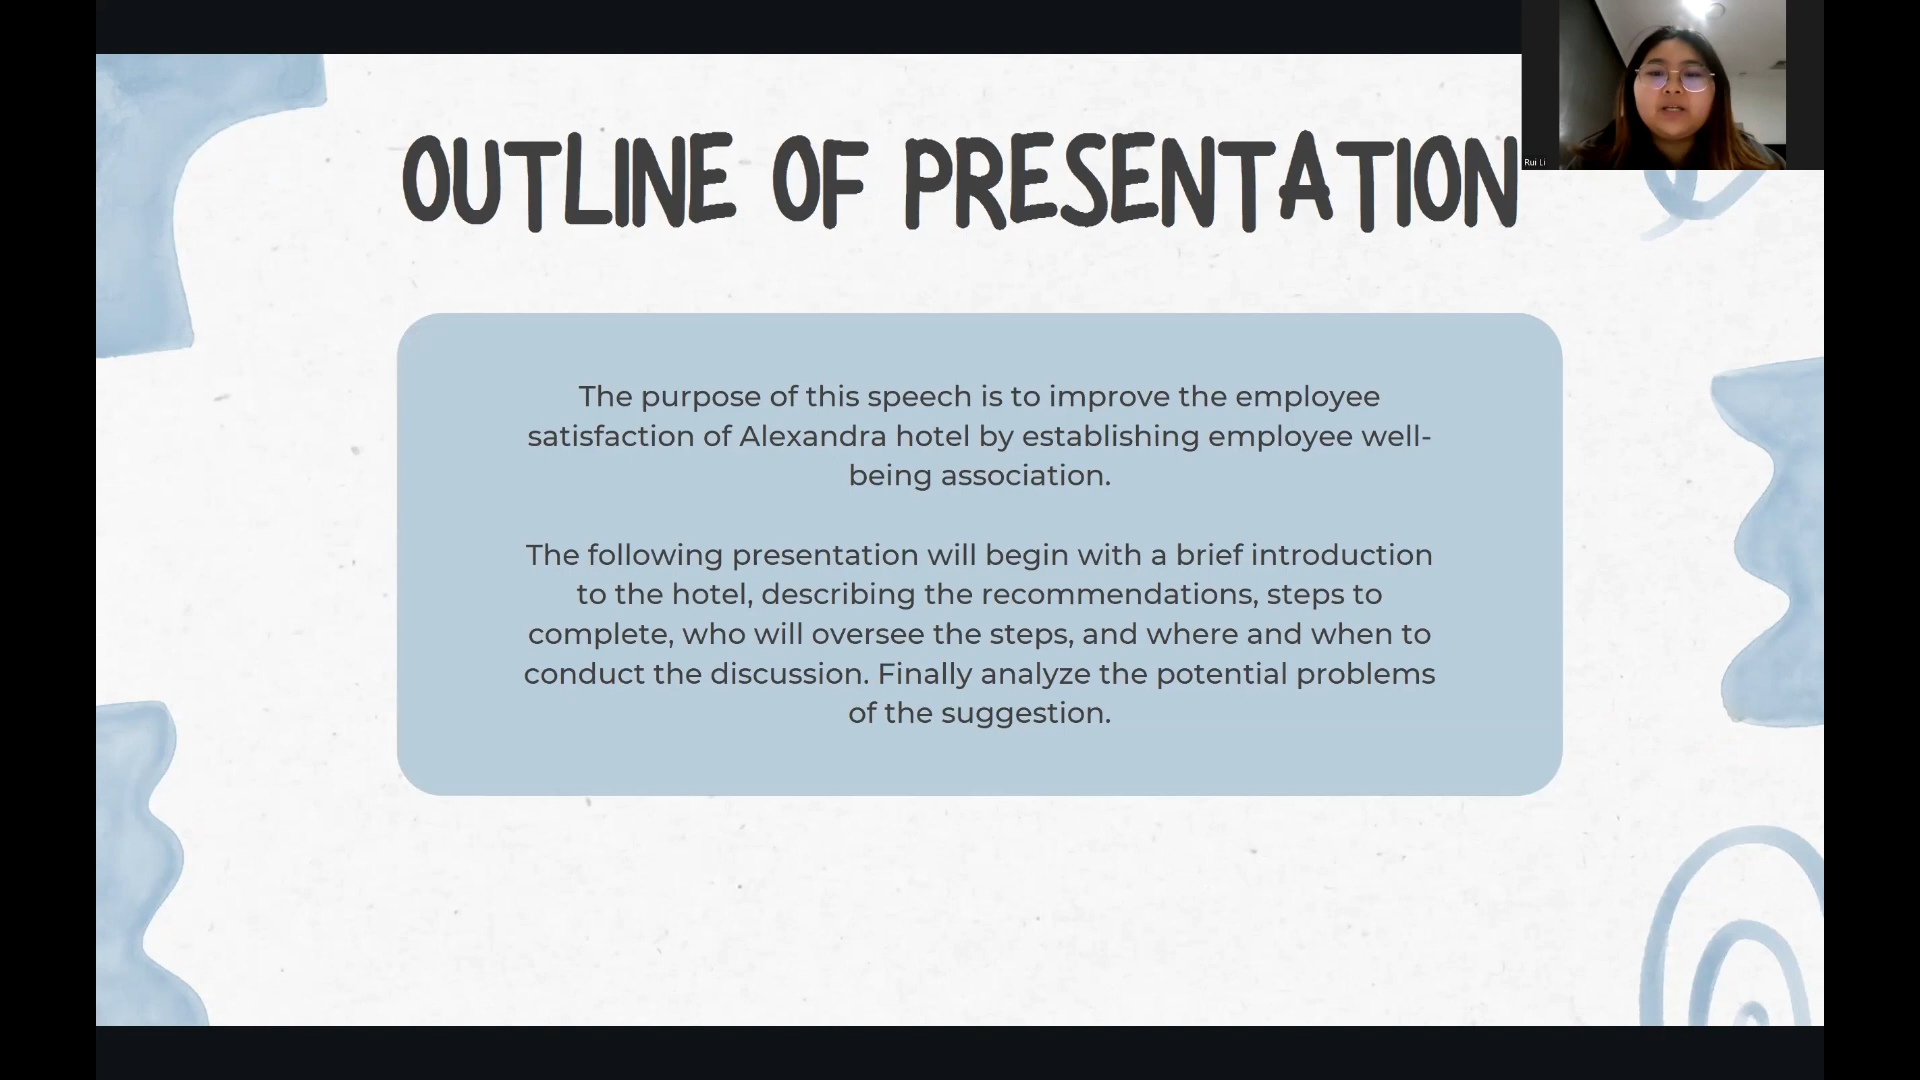 OUTLINE OF PRESENTATION
Rui Li
The purpose of this speech is to improve the employee
satisfaction of Alexandra hotel by establishing employee well-
being association.
The following presentation will begin with a brief introduction
to the hotel, describing the recommendations, steps to
complete, who will oversee the steps, and where and when to
conduct the discussion. Finally analyze the potential problems
of the suggestion.